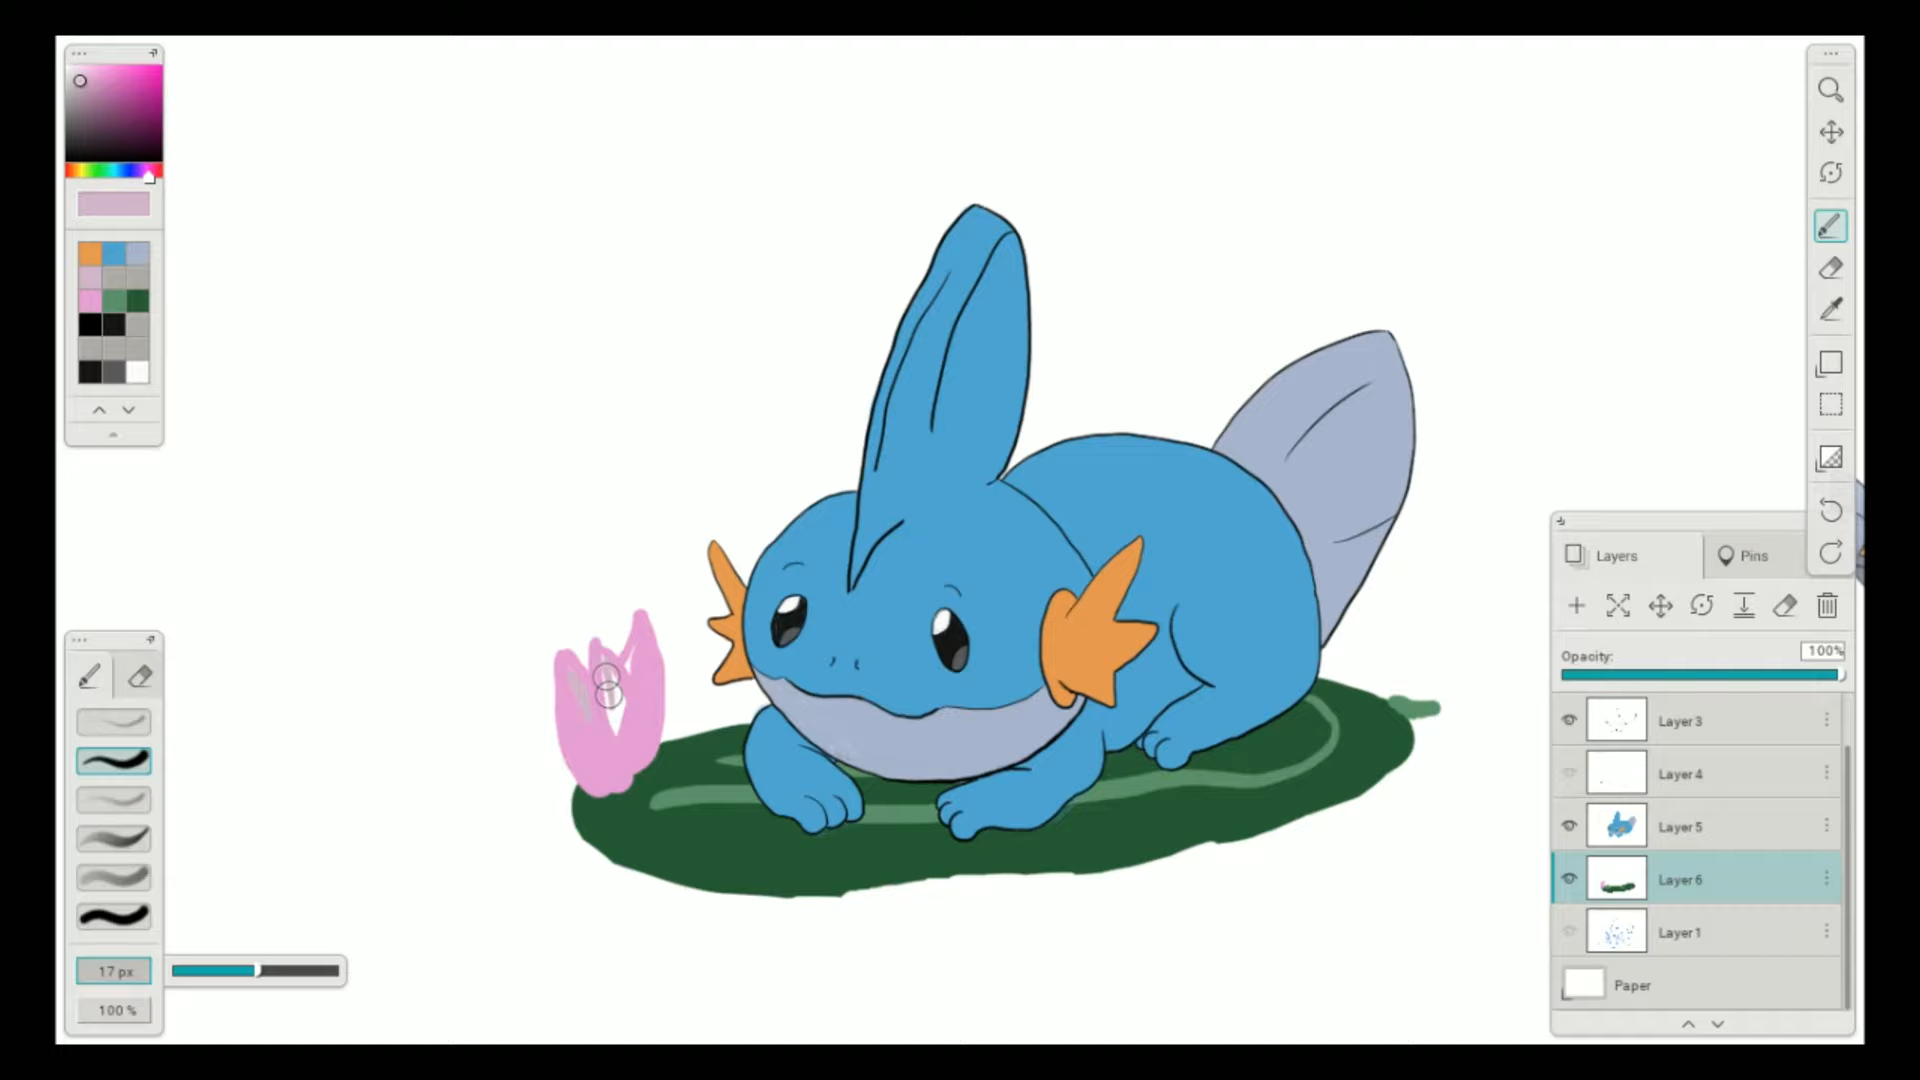 Layers
Pins
Opacity:
100%
Layer 3
Layer 4
Layer 5
Layer 6
Layer 1
Paper
17 px
100 %